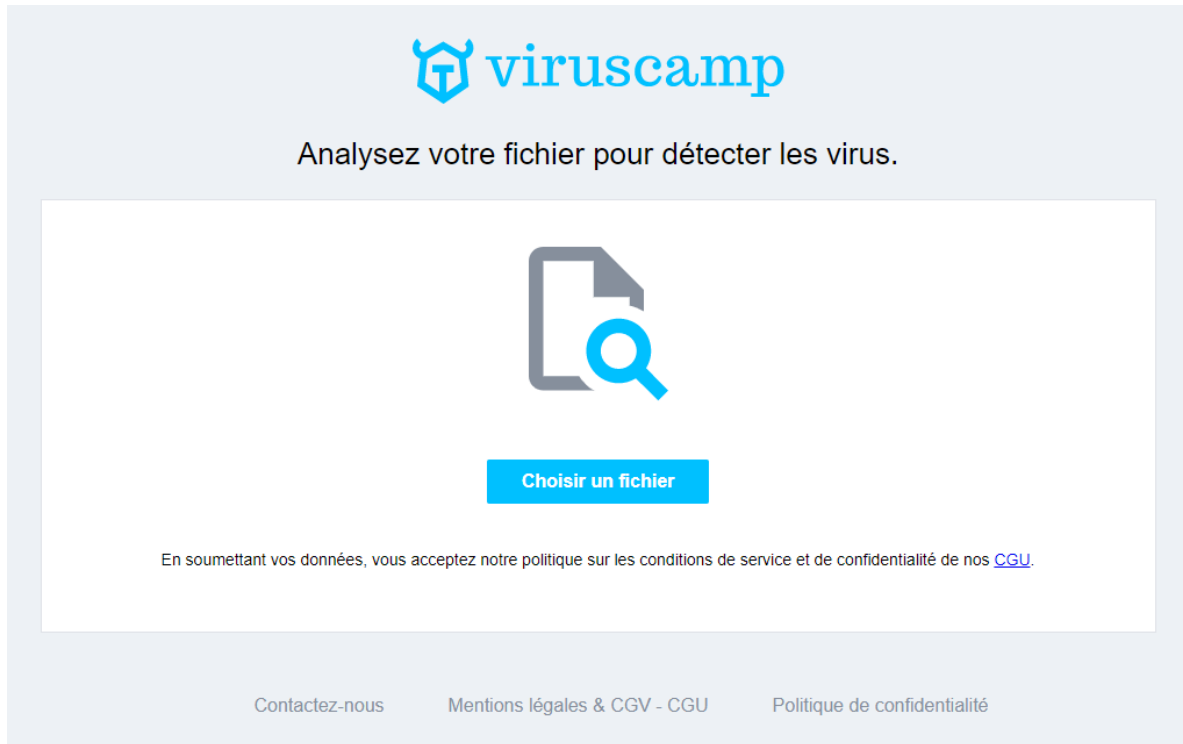 viruscamp
Analysez votre fichier pour détecter les virus.
Choisir un fichier
En soumettant vos données, vous acceptez notre politique sur les conditions de service et de confidentialité de nos CGU.
Contactez-nous Mentions légales & CGV - CGU Politique de confidentialité